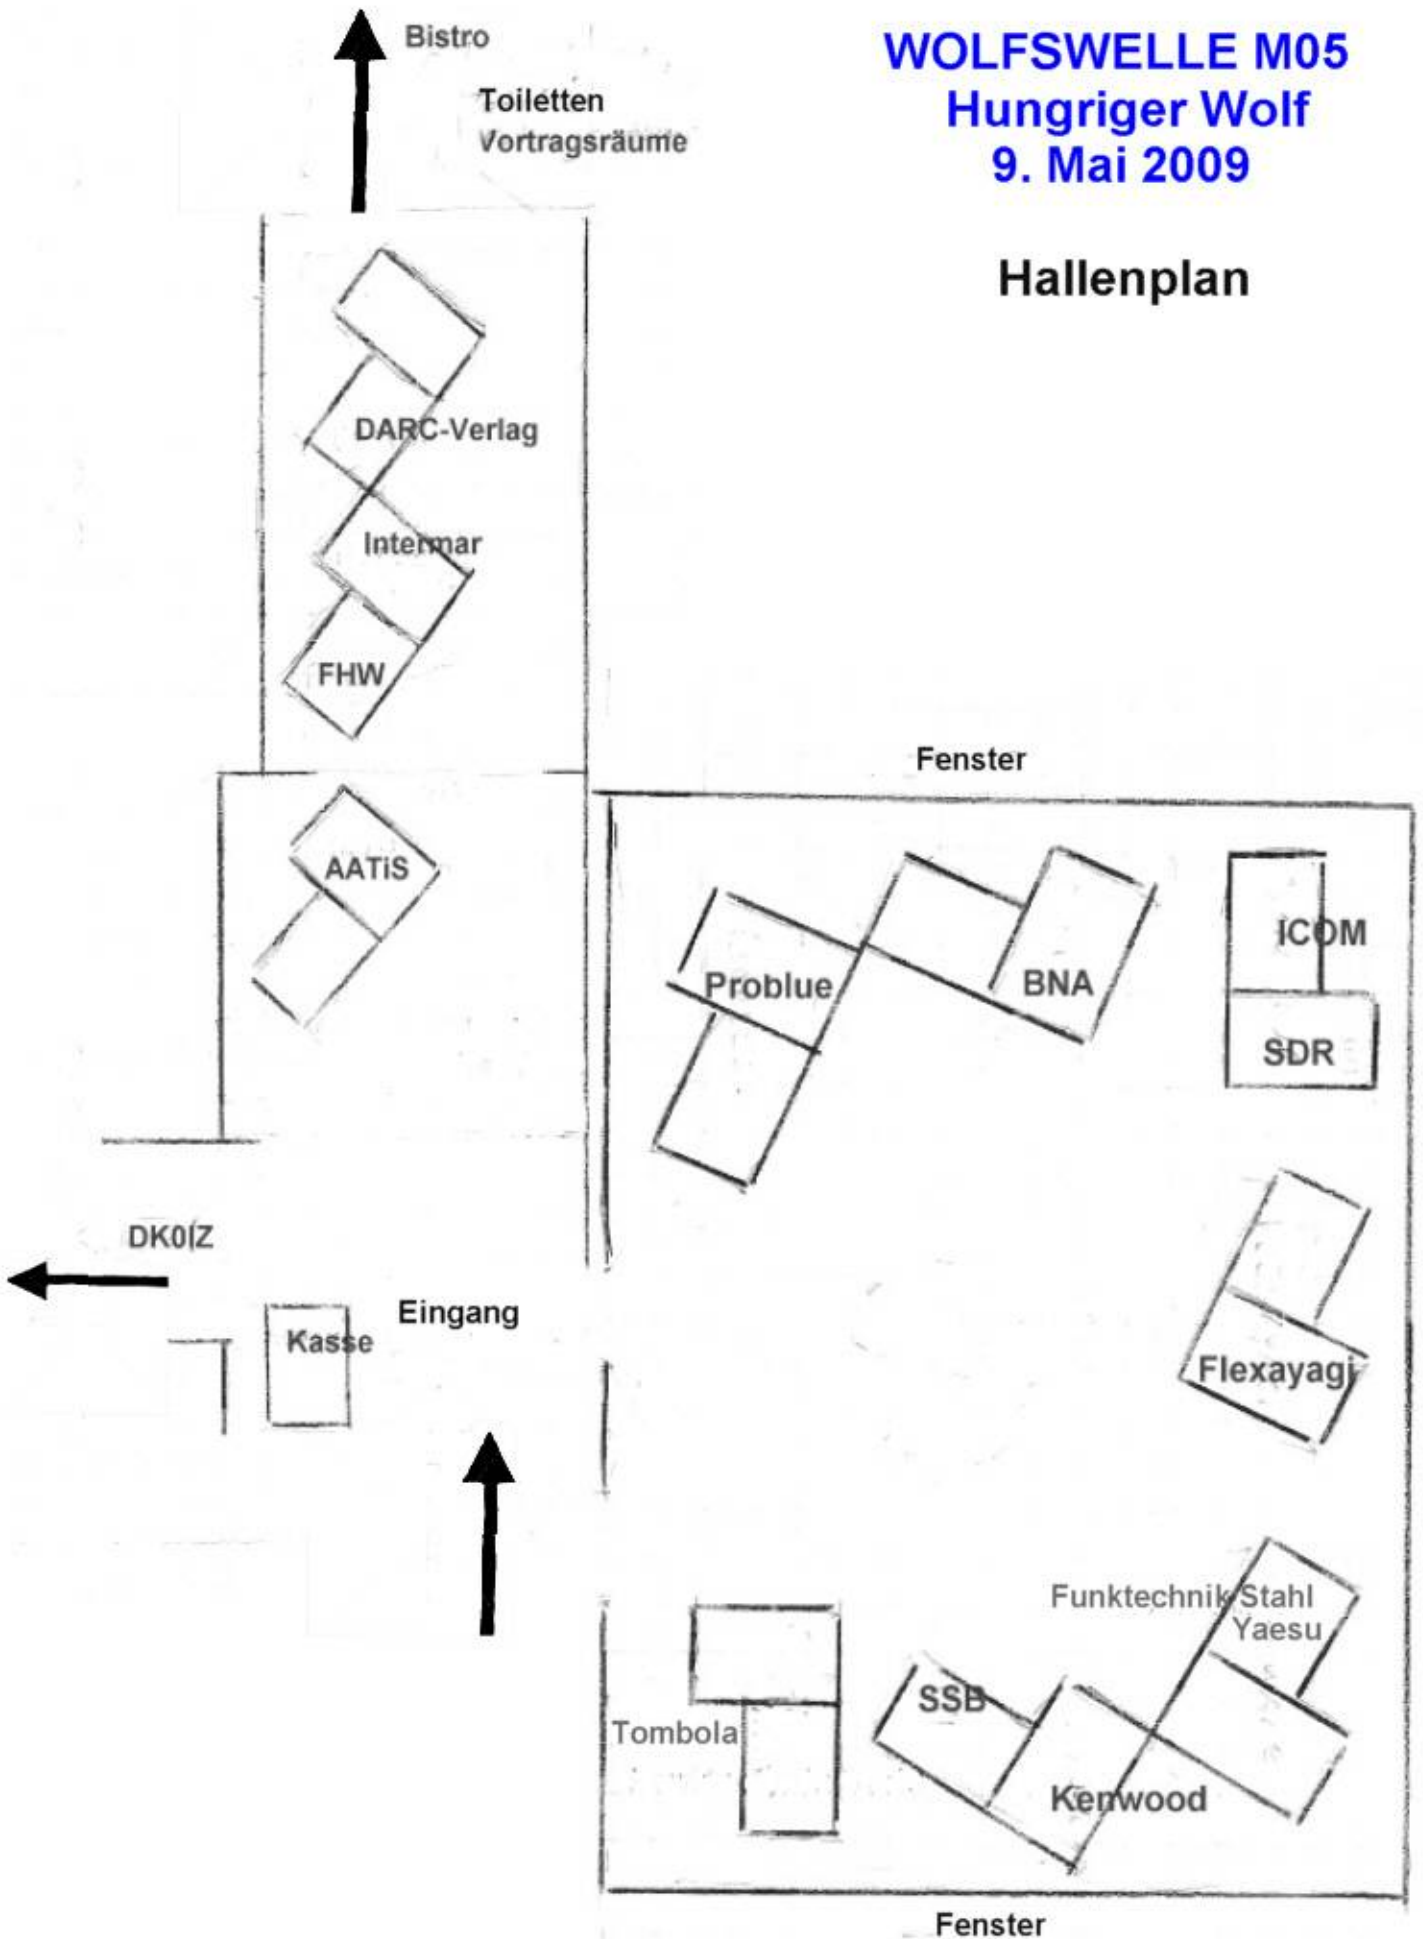 Bistro
Toiletten
Vortragsräume
WOLFSWELLE M05
Hungriger Wolf
9. Mai 2009
Hallenplan
DARC-Verlag
Intermar
FHW
AATiS
Fenster
Problue
BNA
ICOM
SDR
DK0IZ
Eingang
Kasse
Flexayagi
Funktechnik Stahl
Yaesu
SSB
Tombola
Kenwood
Fenster